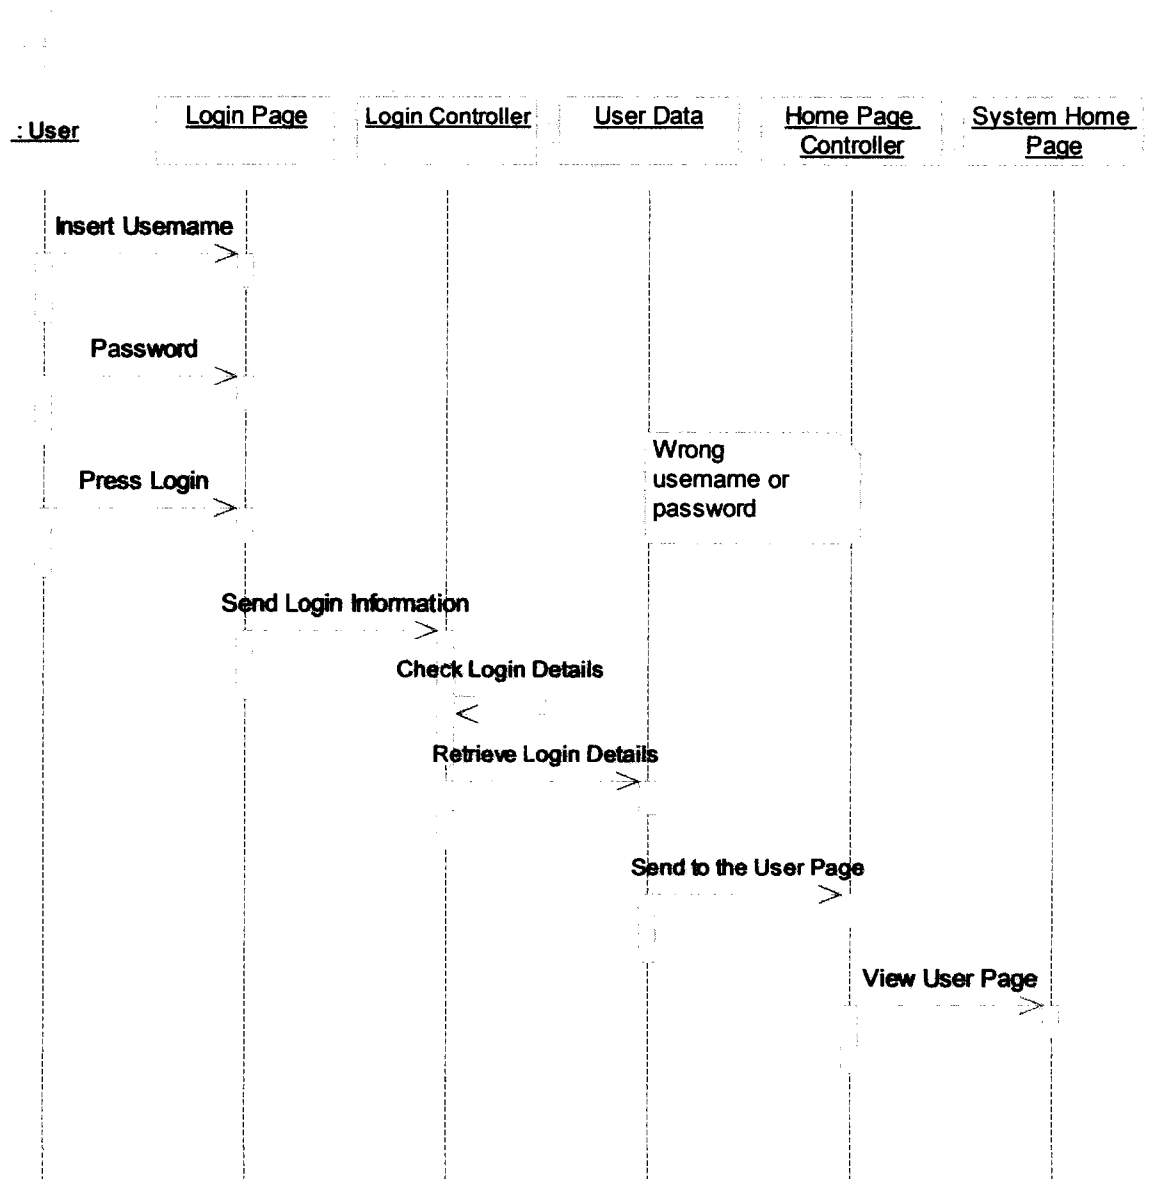 : User
Login Page
Login Controller
User Data
Home Page
Controller
System Home
Page
Insert Username
Password
Wrong
username or
password
Press Login
Send Login Information
Check Login Details
Retrieve Login Details
Send to the User Page
View User Page